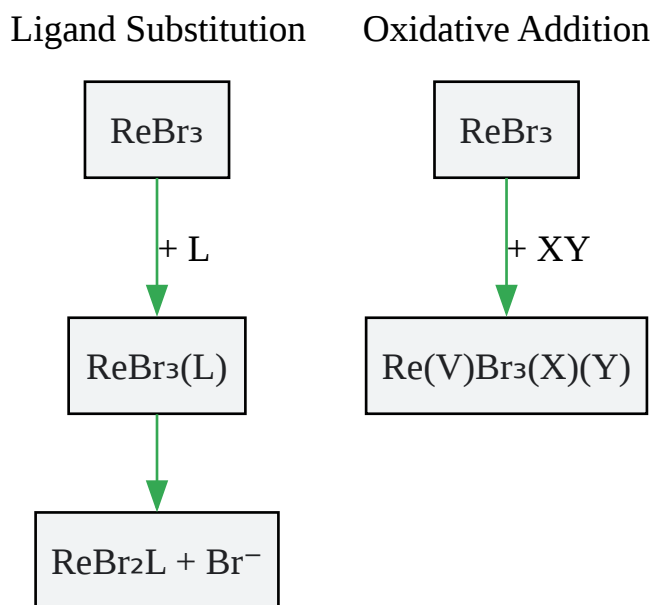 Ligand Substitution
ReBr₃
+ L
ReBr₃(L)
ReBr₂L + Br⁻
Oxidative Addition
ReBr₃
+ XY
Re(V)Br₃(X)(Y)